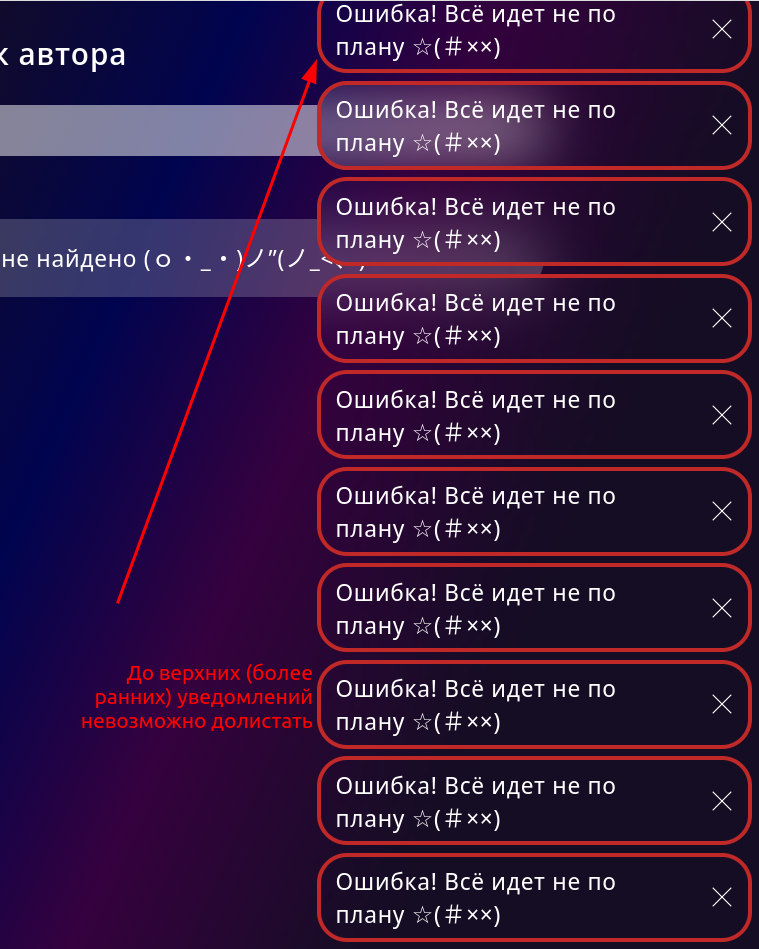 к автора
не найдено (ｏ・_・)ノ”(ノ_<、)
Ошибка! Всё идет не по
плану ☆(＃××)
Ошибка! Всё идет не по
плану ☆(＃××)
Ошибка! Всё идет не по
плану ☆(＃××)
Ошибка! Всё идет не по
плану ☆(＃××)
Ошибка! Всё идет не по
плану ☆(＃××)
Ошибка! Всё идет не по
плану ☆(＃××)
Ошибка! Всё идет не по
плану ☆(＃××)
Ошибка! Всё идет не по
плану ☆(＃××)
Ошибка! Всё идет не по
плану ☆(＃××)
Ошибка! Всё идет не по
плану ☆(＃××)
До верхних (более
ранних) уведомлений
невозможно долистать